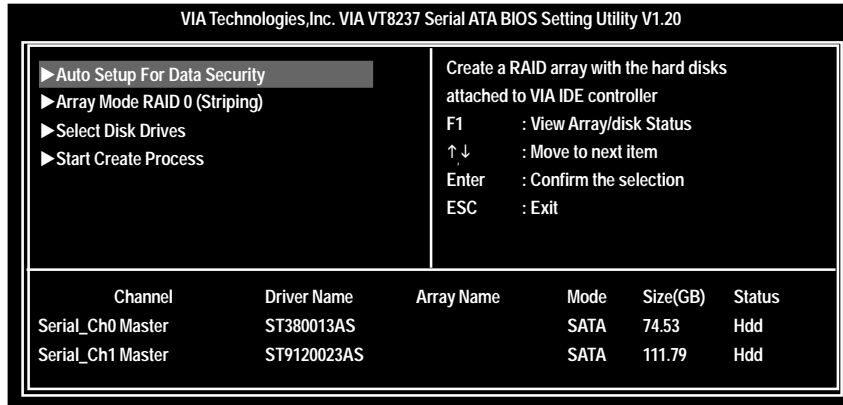 VIA Technologies,Inc. VIA VT8237 Serial ATA BIOS Setting Utility V1.20
▶Auto Setup For Data Security
▶Array Mode RAID 0 (Striping)
▶Select Disk Drives
▶Start Create Process
Create a RAID array with the hard disks
attached to VIA IDE controller
F1 : View Array/disk Status
↑,↓ : Move to next item
Enter : Confirm the selection
ESC : Exit
Channel Driver Name Array Name Mode Size(GB) Status
Serial_Ch0 Master ST380013AS SATA 74.53 Hdd
Serial_Ch1 Master ST9120023AS SATA 111.79 Hdd